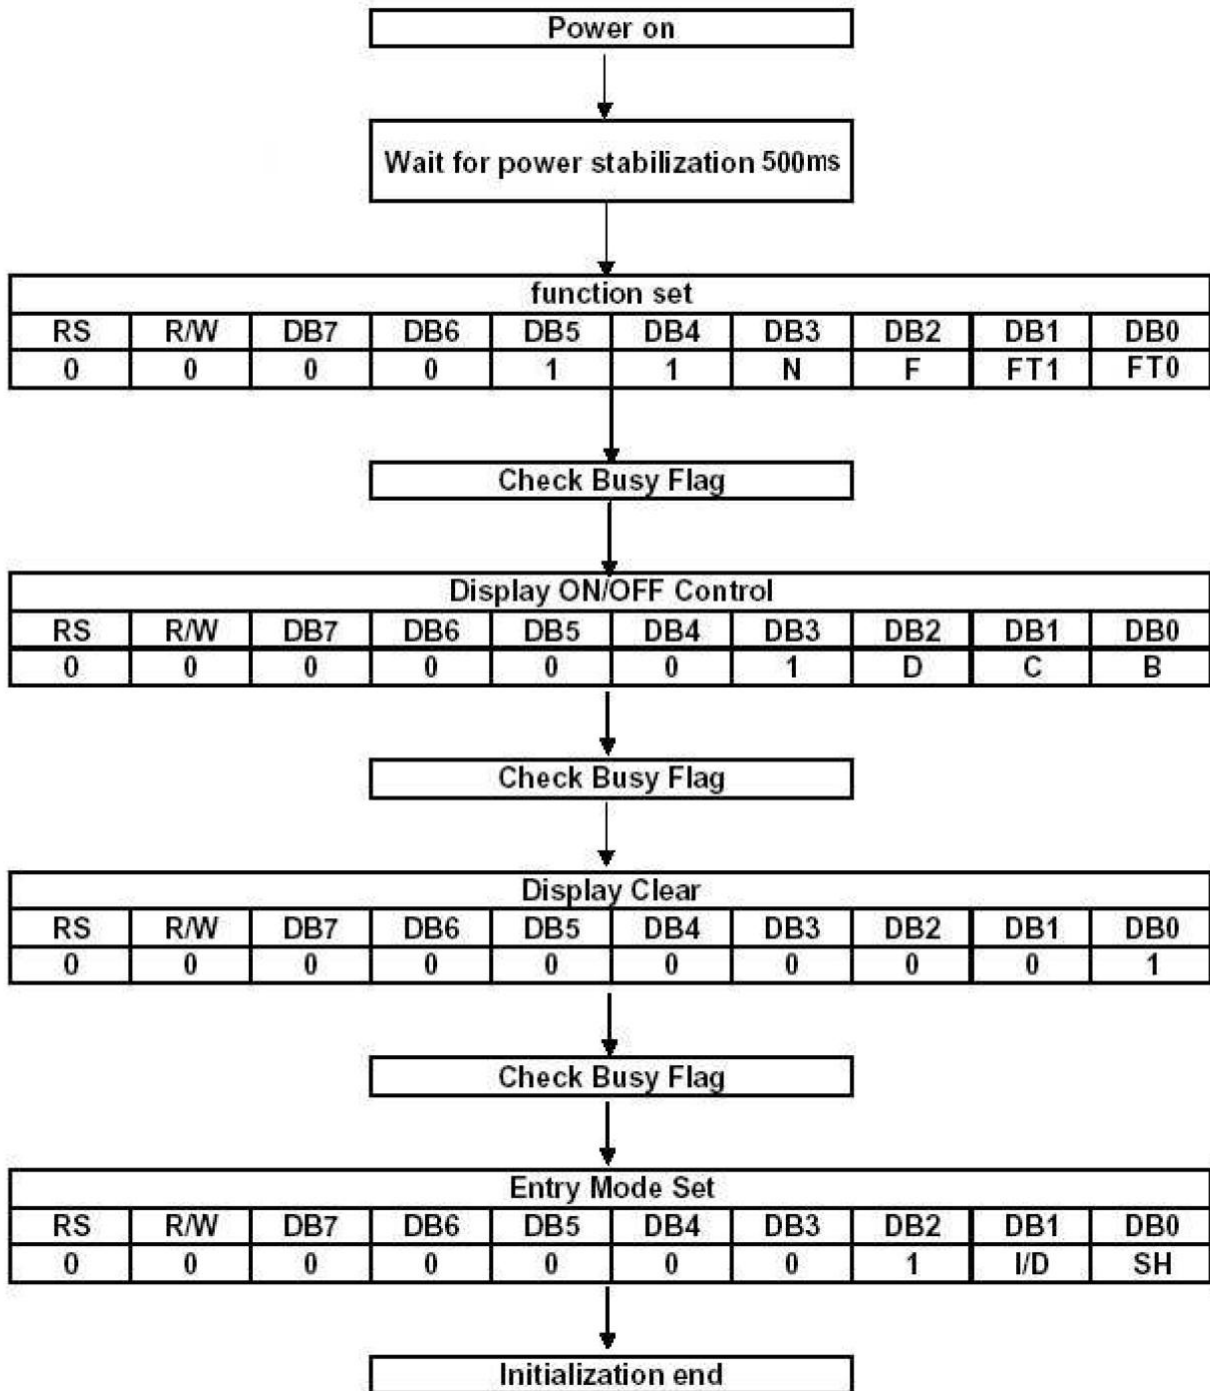 Power on
Wait for power stabilization 500ms
function set
RS R/W DB7 DB6 DB5 DB4 DB3 DB2 DB1 DB0
0 0 0 0 1 1 N F FT1 FT0
Check Busy Flag
Display ON/OFF Control
RS R/W DB7 DB6 DB5 DB4 DB3 DB2 DB1 DB0
0 0 0 0 0 0 1 D C B
Check Busy Flag
Display Clear
RS R/W DB7 DB6 DB5 DB4 DB3 DB2 DB1 DB0
0 0 0 0 0 0 0 0 0 1
Check Busy Flag
Entry Mode Set
RS R/W DB7 DB6 DB5 DB4 DB3 DB2 DB1 DB0
0 0 0 0 0 0 0 1 I/D SH
Initialization end